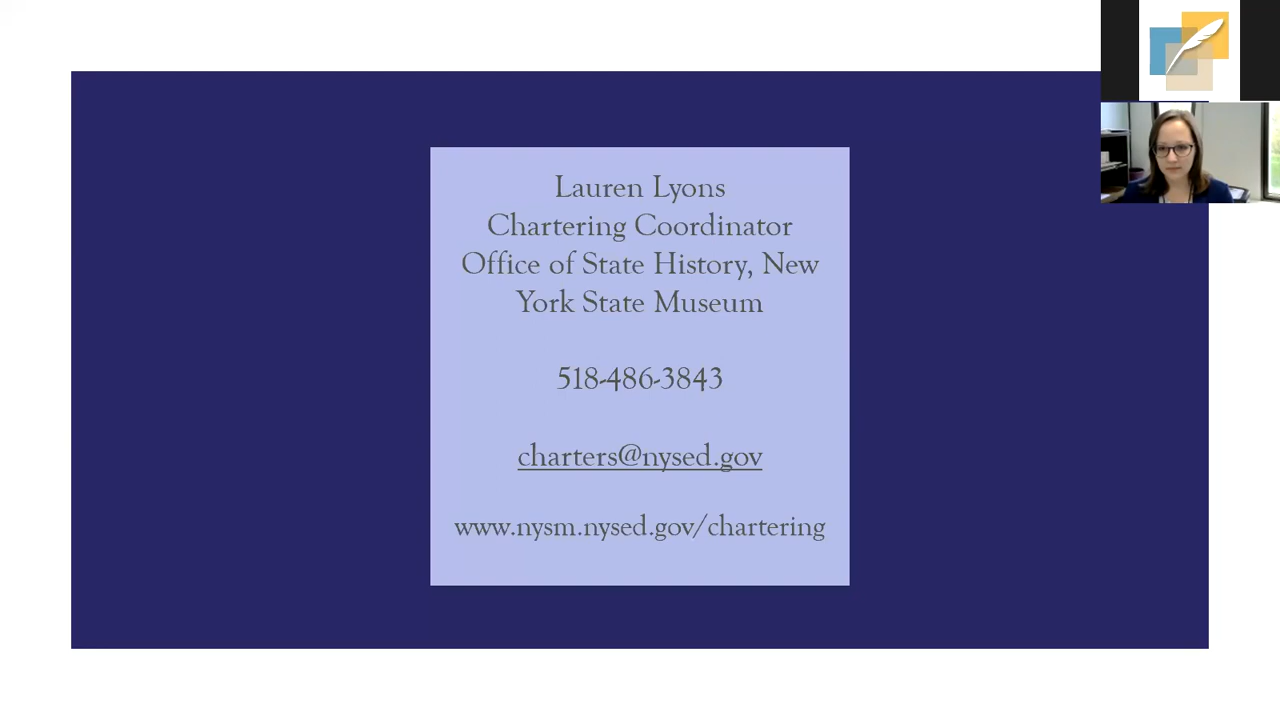 Lauren Lyons
Chartering Coordinator
Office of State History, New
York State Museum
518-486-3843
charters@nysed.gov
www.nysm.nysed.gov/chartering